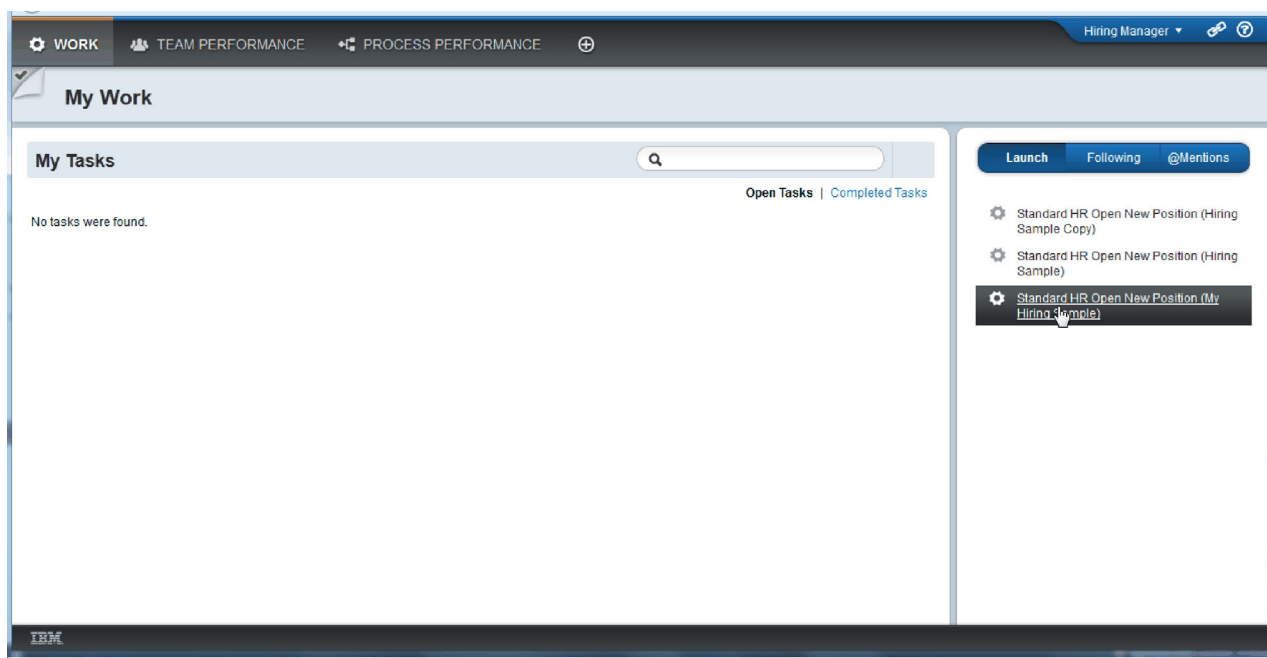 WORK TEAM PERFORMANCE PROCESS PERFORMANCE Hiring Manager
My Work
My Tasks
Open Tasks | Completed Tasks
No tasks were found.
Launch Following @Mentions
Standard HR Open New Position (Hiring
Sample Copy)
Standard HR Open New Position (Hiring
Sample)
Standard HR Open New Position (My
Hiring Sample)
IBM